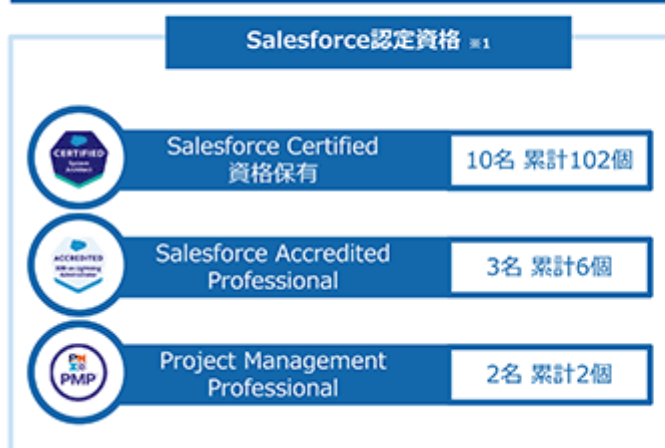 Salesforce認定資格 ※1
CERTIFIED
System
Architect
Salesforce Certified
資格保有
10名 累計102個
ACCREDITED
Salesforce Accredited
Professional
3名 累計6個
PMP
Project Management
Professional
2名 累計2個